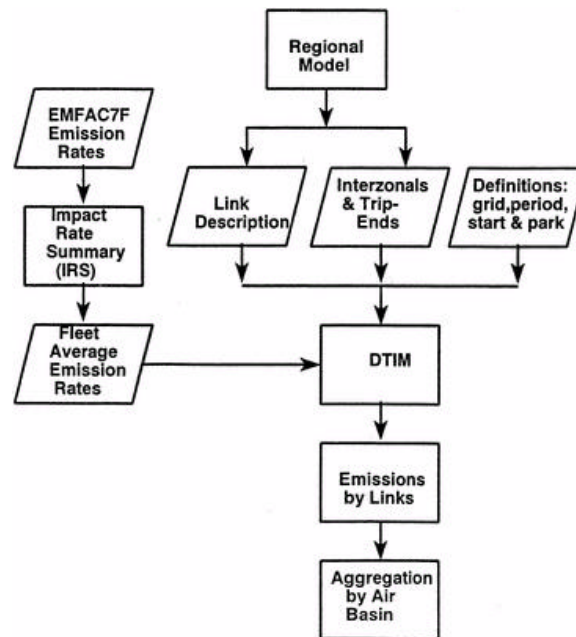 Regional
Model
EMFAC7F
Emission
Rates
Link
Description
Interzonals
& Trip-
Ends
Definitions:
grid,period,
start & park
Impact
Rate
Summary
(IRS)
Fleet
Average
Emission
Rates
DTIM
Emissions
by Links
Aggregation
by Air
Basin